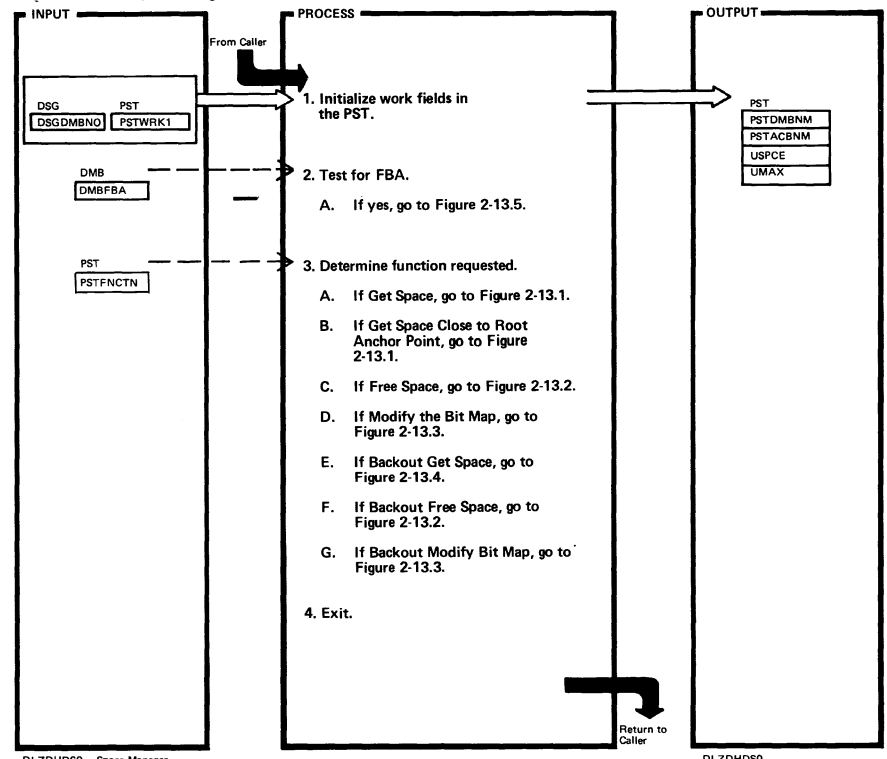 INPUT
PROCESS
OUTPUT
From Caller
DSG PST
DSGDMBNO PSTWRK1
1. Initialize work fields in
the PST.
PST
PSTDMBNM
PSTACBNM
USPCE
UMAX
DMB
DMBFBA
2. Test for FBA.
A. If yes, go to Figure 2-13.5.
PST
PSTFNCTN
3. Determine function requested.
A. If Get Space, go to Figure 2-13.1.
B. If Get Space Close to Root
Anchor Point, go to Figure
2-13.1.
C. If Free Space, go to Figure 2-13.2.
D. If Modify the Bit Map, go to
Figure 2-13.3.
E. If Backout Get Space, go to
Figure 2-13.4.
F. If Backout Free Space, go to
Figure 2-13.2.
G. If Backout Modify Bit Map, go to
Figure 2-13.3.
4. Exit.
Return to
Caller